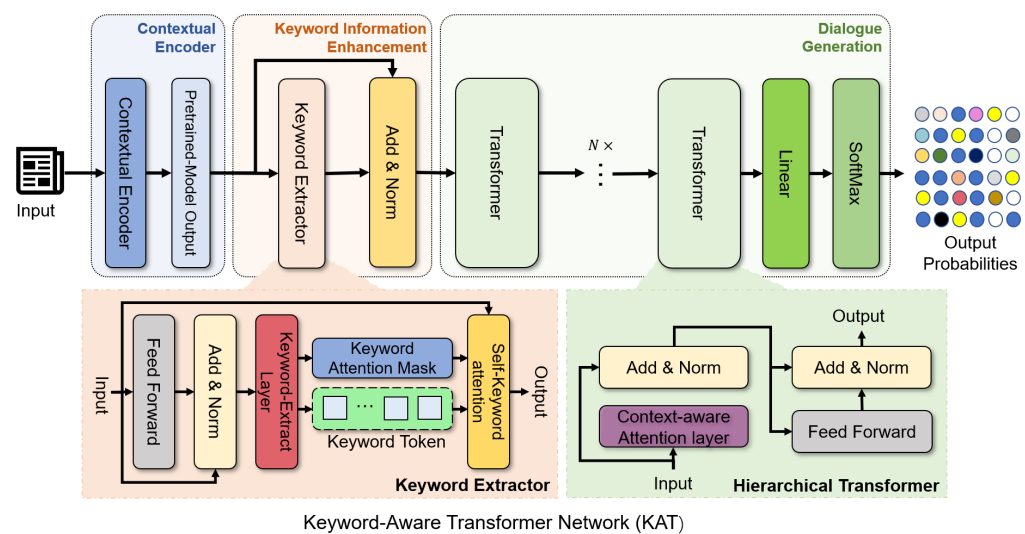 Contextual
Encoder
Keyword Information
Enhancement
Dialogue
Generation
Input
Contextual Encoder
Pretrained-Model Output
Keyword Extractor
Add & Norm
Transformer
N ×
...
Transformer
Linear
SoftMax
Output
Probabilities
Input
Feed Forward
Add & Norm
Keyword-Extract
Layer
Keyword
Attention Mask
...
Keyword Token
Self-Keyword
attention
Output
Keyword Extractor
Output
Add & Norm
Add & Norm
Context-aware
Attention layer
Feed Forward
Input
Hierarchical Transformer
Keyword-Aware Transformer Network (KAT)